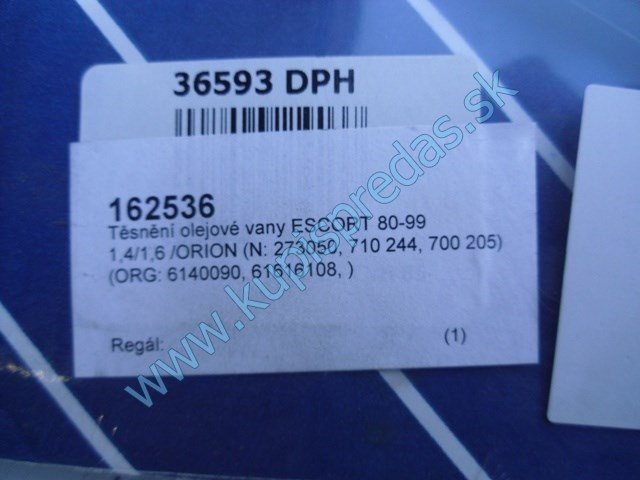 36593 DPH
162536
Těsnění olejové vany ESCORT 80-99
1,4/1,6 /ORION (N: 273050, 710 244, 700 205)
(ORG: 6140090, 61616108, )
Regál:
(1)
www.kupispredas.sk